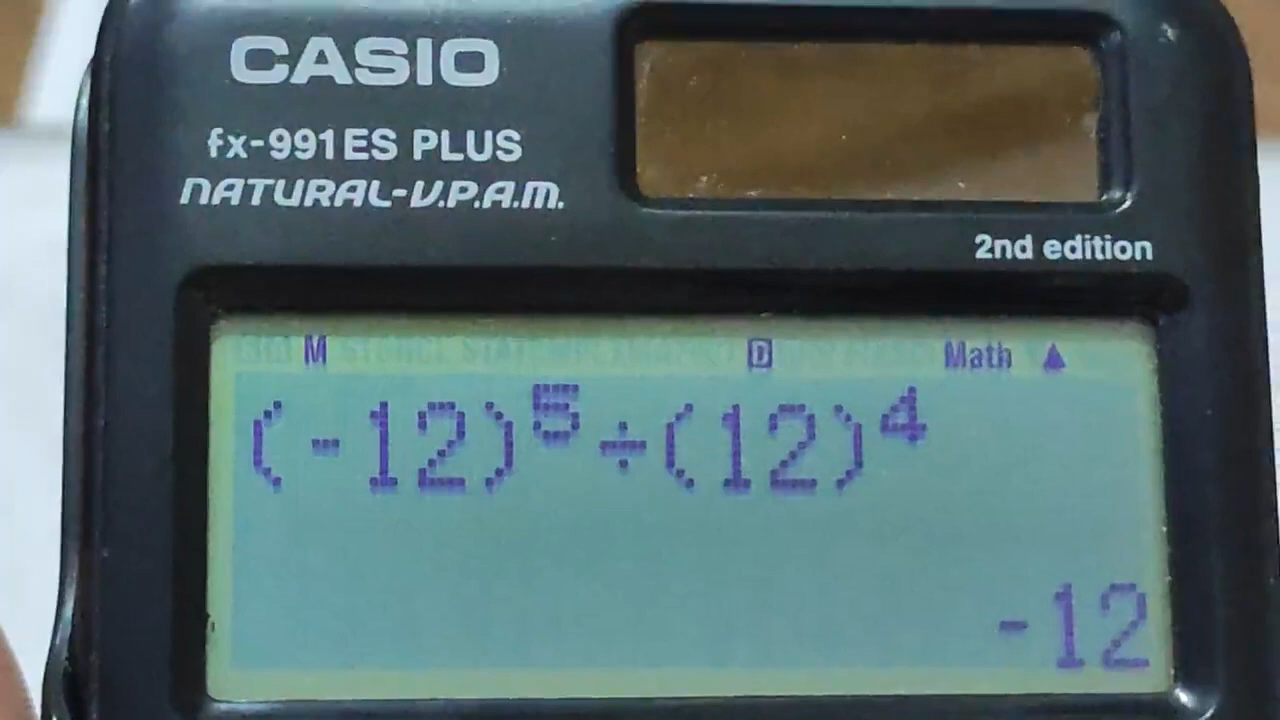 CASIO
fx-991ES PLUS
NATURAL-V.P.A.M.
2nd edition
M D Math ▲
(-12)⁵÷(12)⁴
-12